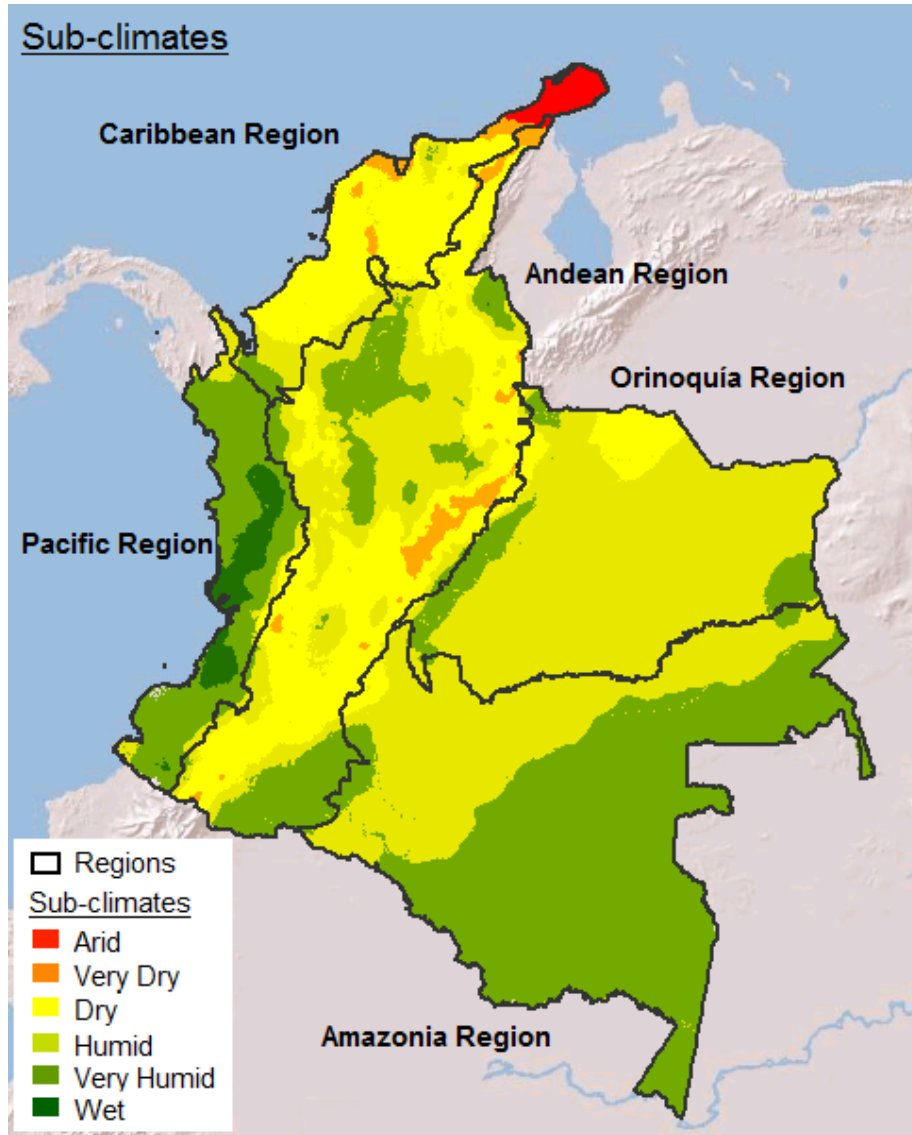 Sub-climates
Caribbean Region
Andean Region
Orinoquía Region
Pacific Region
Amazonia Region
Regions
Sub-climates
Arid
Very Dry
Dry
Humid
Very Humid
Wet